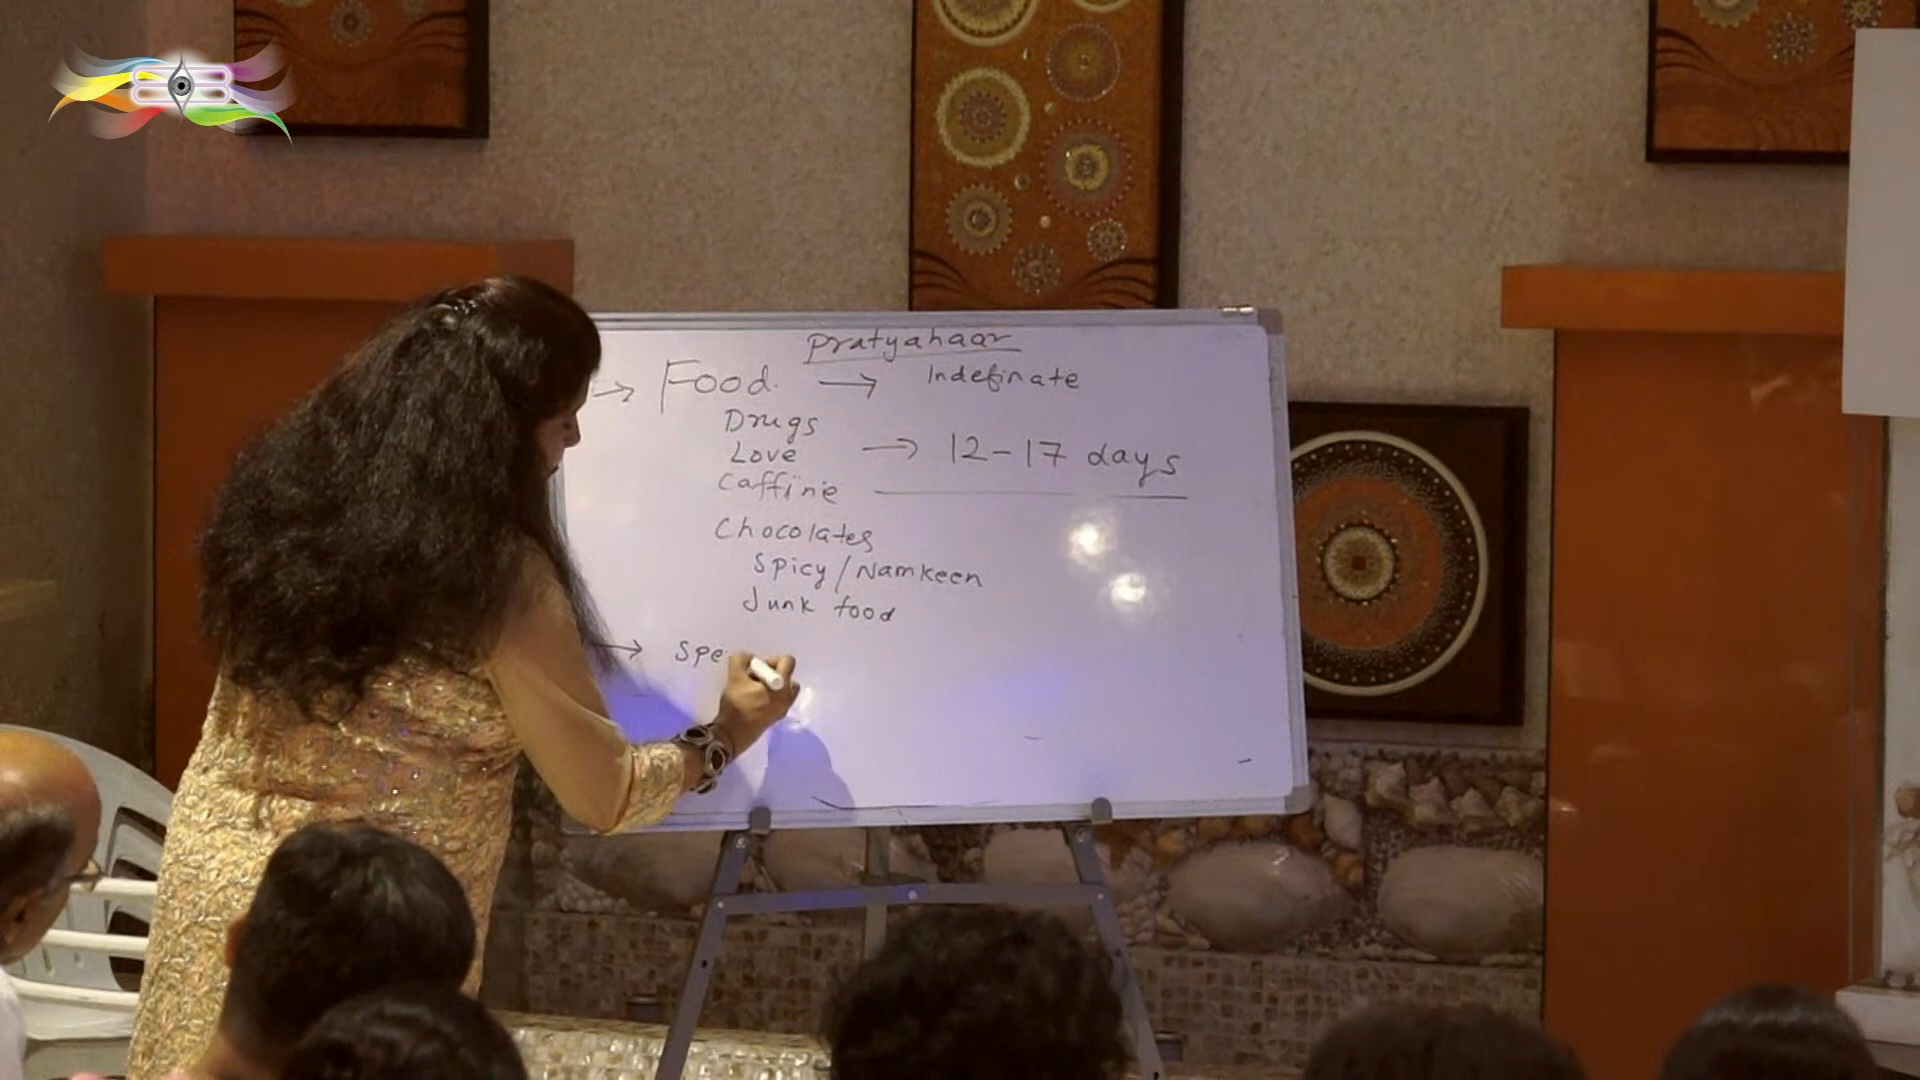 Pratyahaar
→ Food. → Indefinate
Drugs
Love → 12-17 days
Caffine
Chocolates
Spicy/Namkeen
Junk food
→ Spe